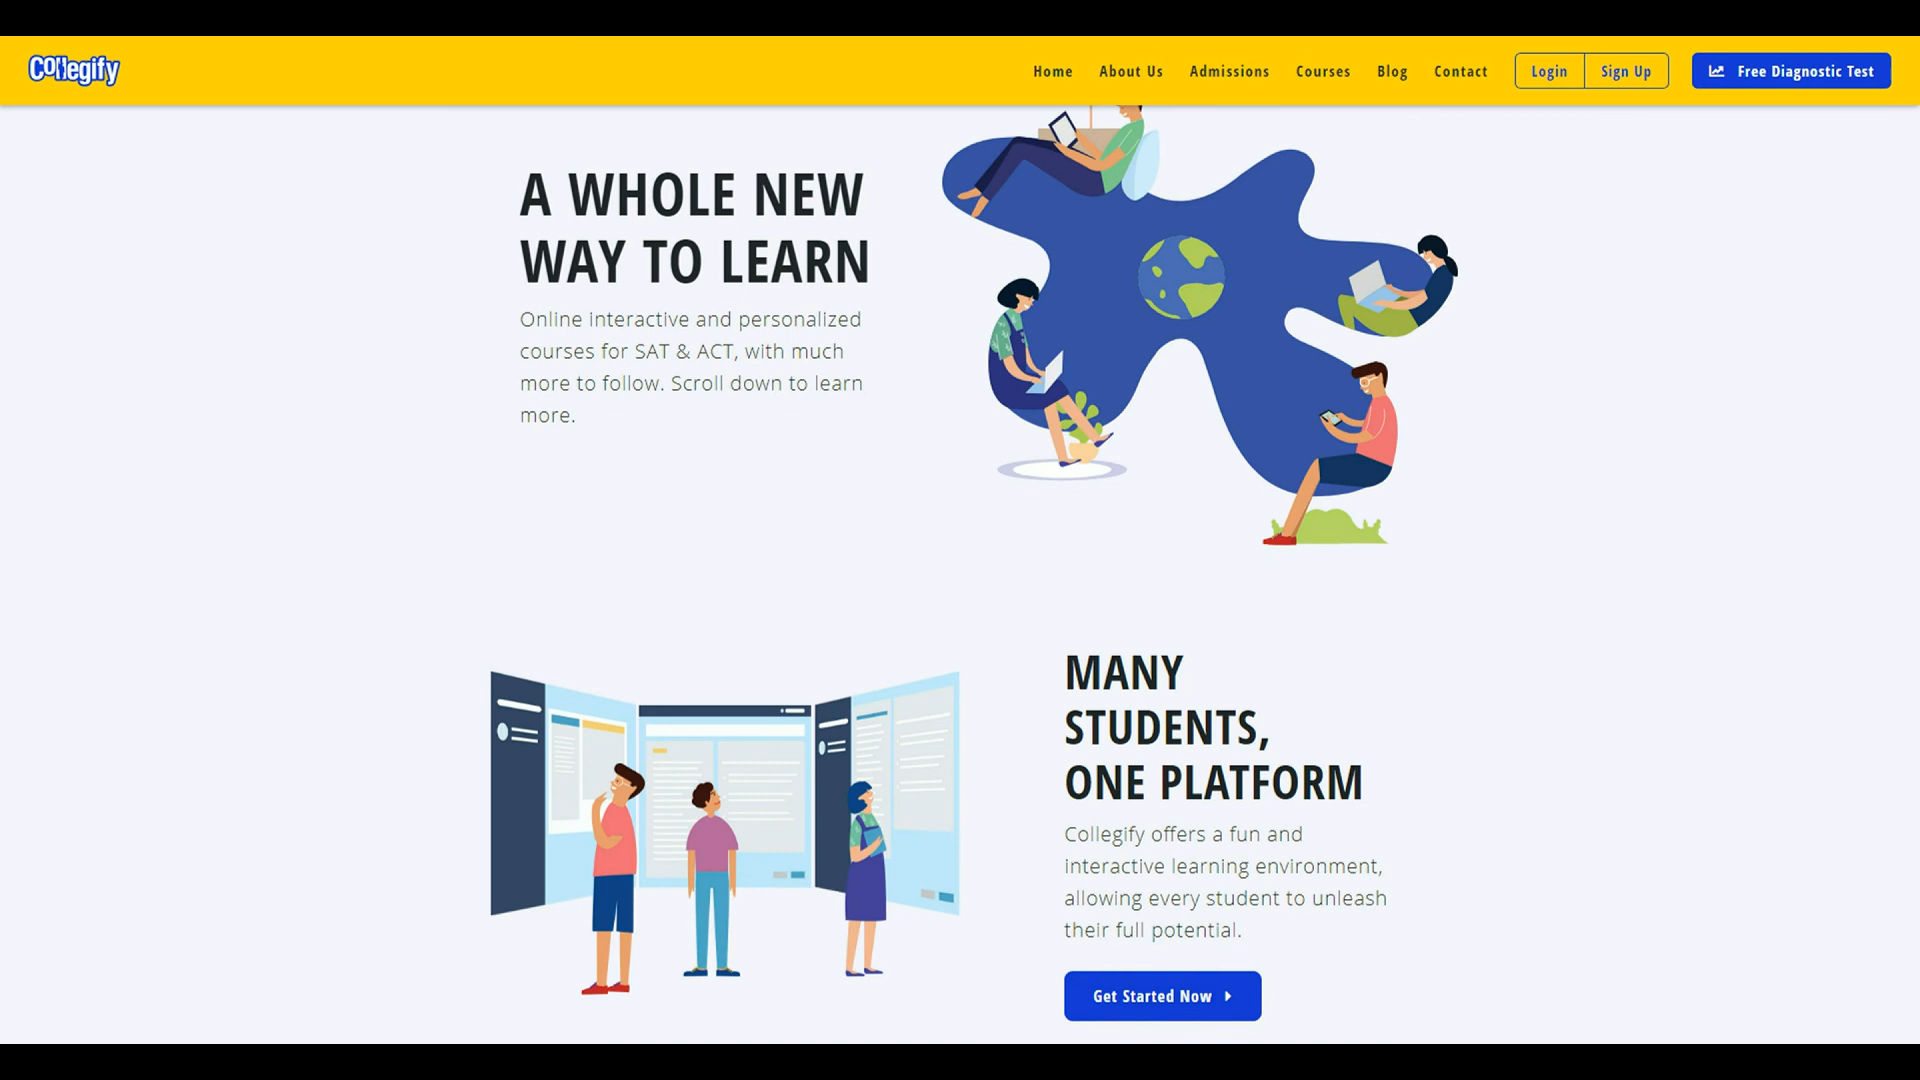 Collegify
Home About Us Admissions Courses Blog Contact Login Sign Up Free Diagnostic Test
A WHOLE NEW
WAY TO LEARN
Online interactive and personalized
courses for SAT & ACT, with much
more to follow. Scroll down to learn
more.
MANY
STUDENTS,
ONE PLATFORM
Collegify offers a fun and
interactive learning environment,
allowing every student to unleash
their full potential.
Get Started Now